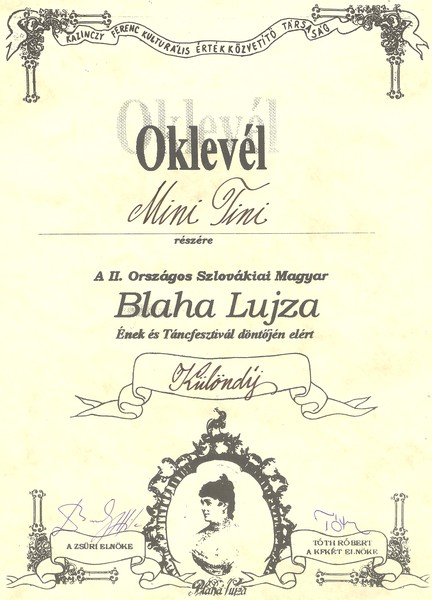 KAZINCZY FERENC KULTURÁLIS ÉRTÉKKÖZVETÍTŐ TÁRSASÁG
Oklevél
Mini Tini
részére
A II. Országos Szlovákiai Magyar
Blaha Lujza
Ének és Táncfesztivál döntőjén elért
Különdíj
A ZSŰRI ELNÖKE
TÓTH RÓBERT
A KFKÉT ELNÖKE
Blaha Lujza